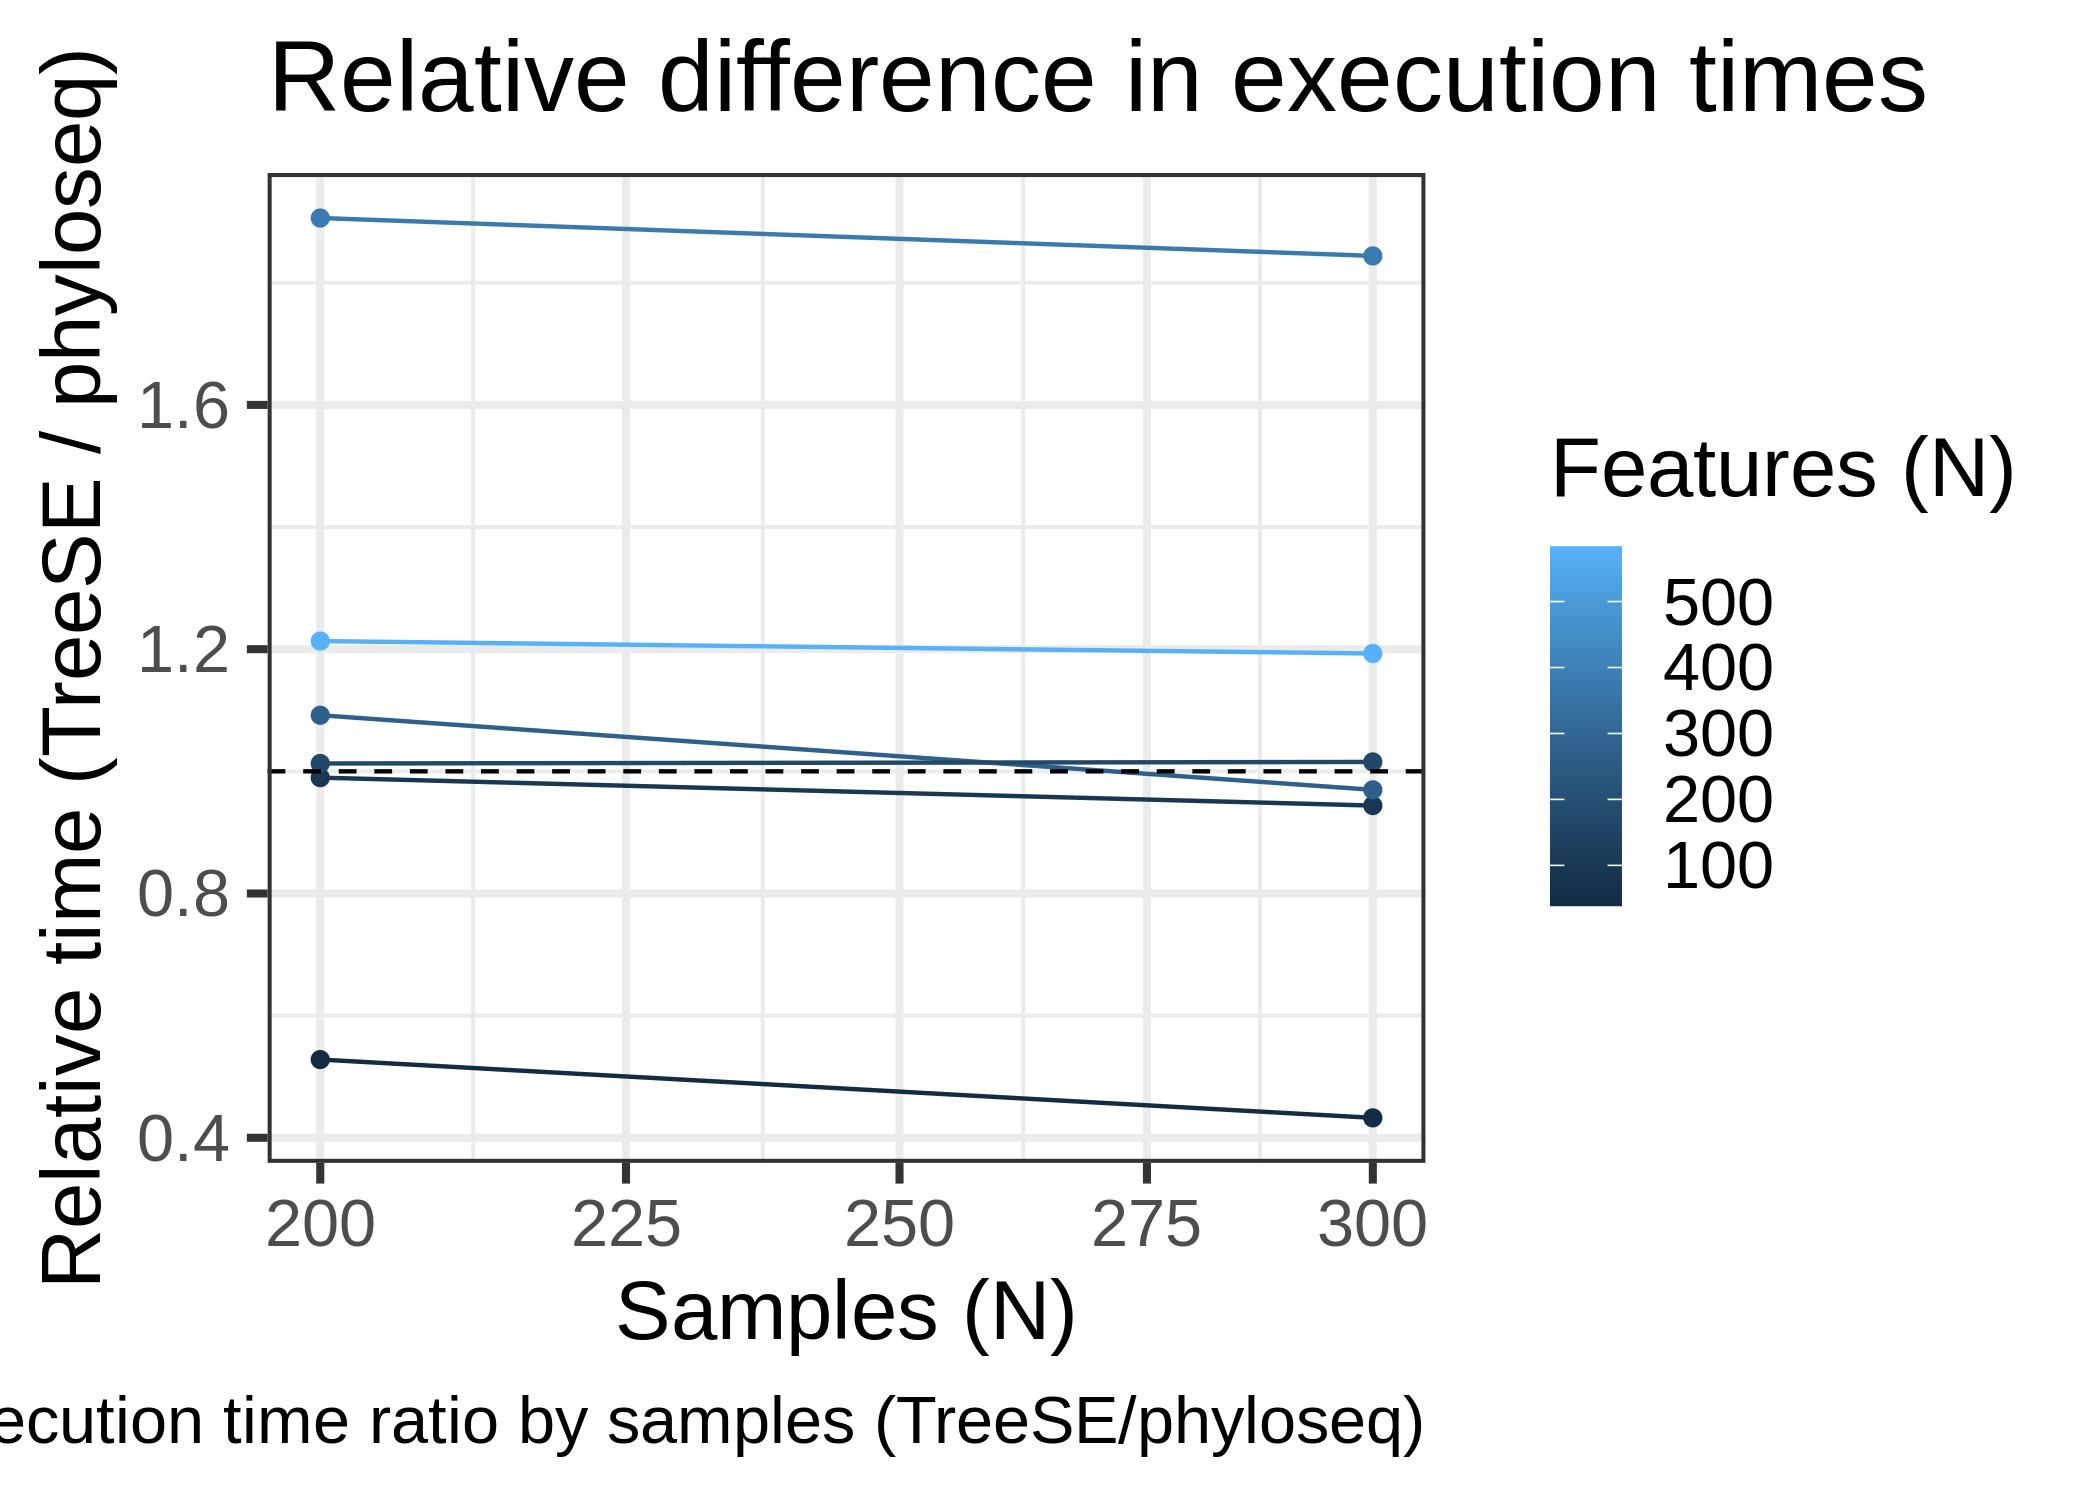 Relative difference in execution times
Relative time (TreeSE / phyloseq)
1.6
1.2
0.8
0.4
200 225 250 275 300
Samples (N)
Features (N)
500
400
300
200
100
time ratio by samples (TreeSE/phyloseq)